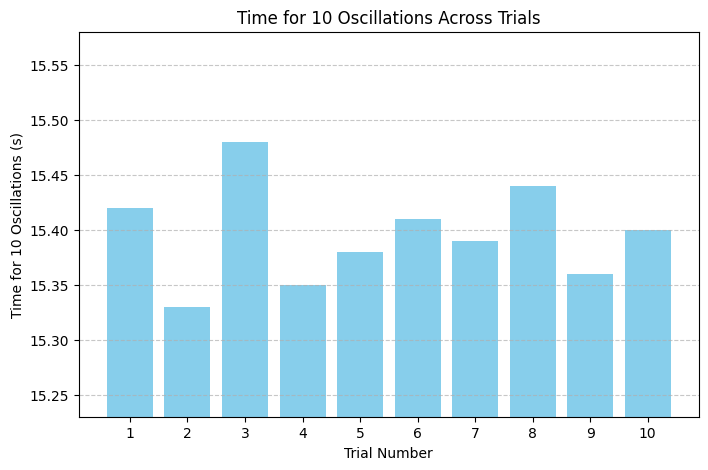 Time for 10 Oscillations Across Trials
Time for 10 Oscillations (s)
15.55
15.50
15.45
15.40
15.35
15.30
15.25
1 2 3 4 5 6 7 8 9 10
Trial Number